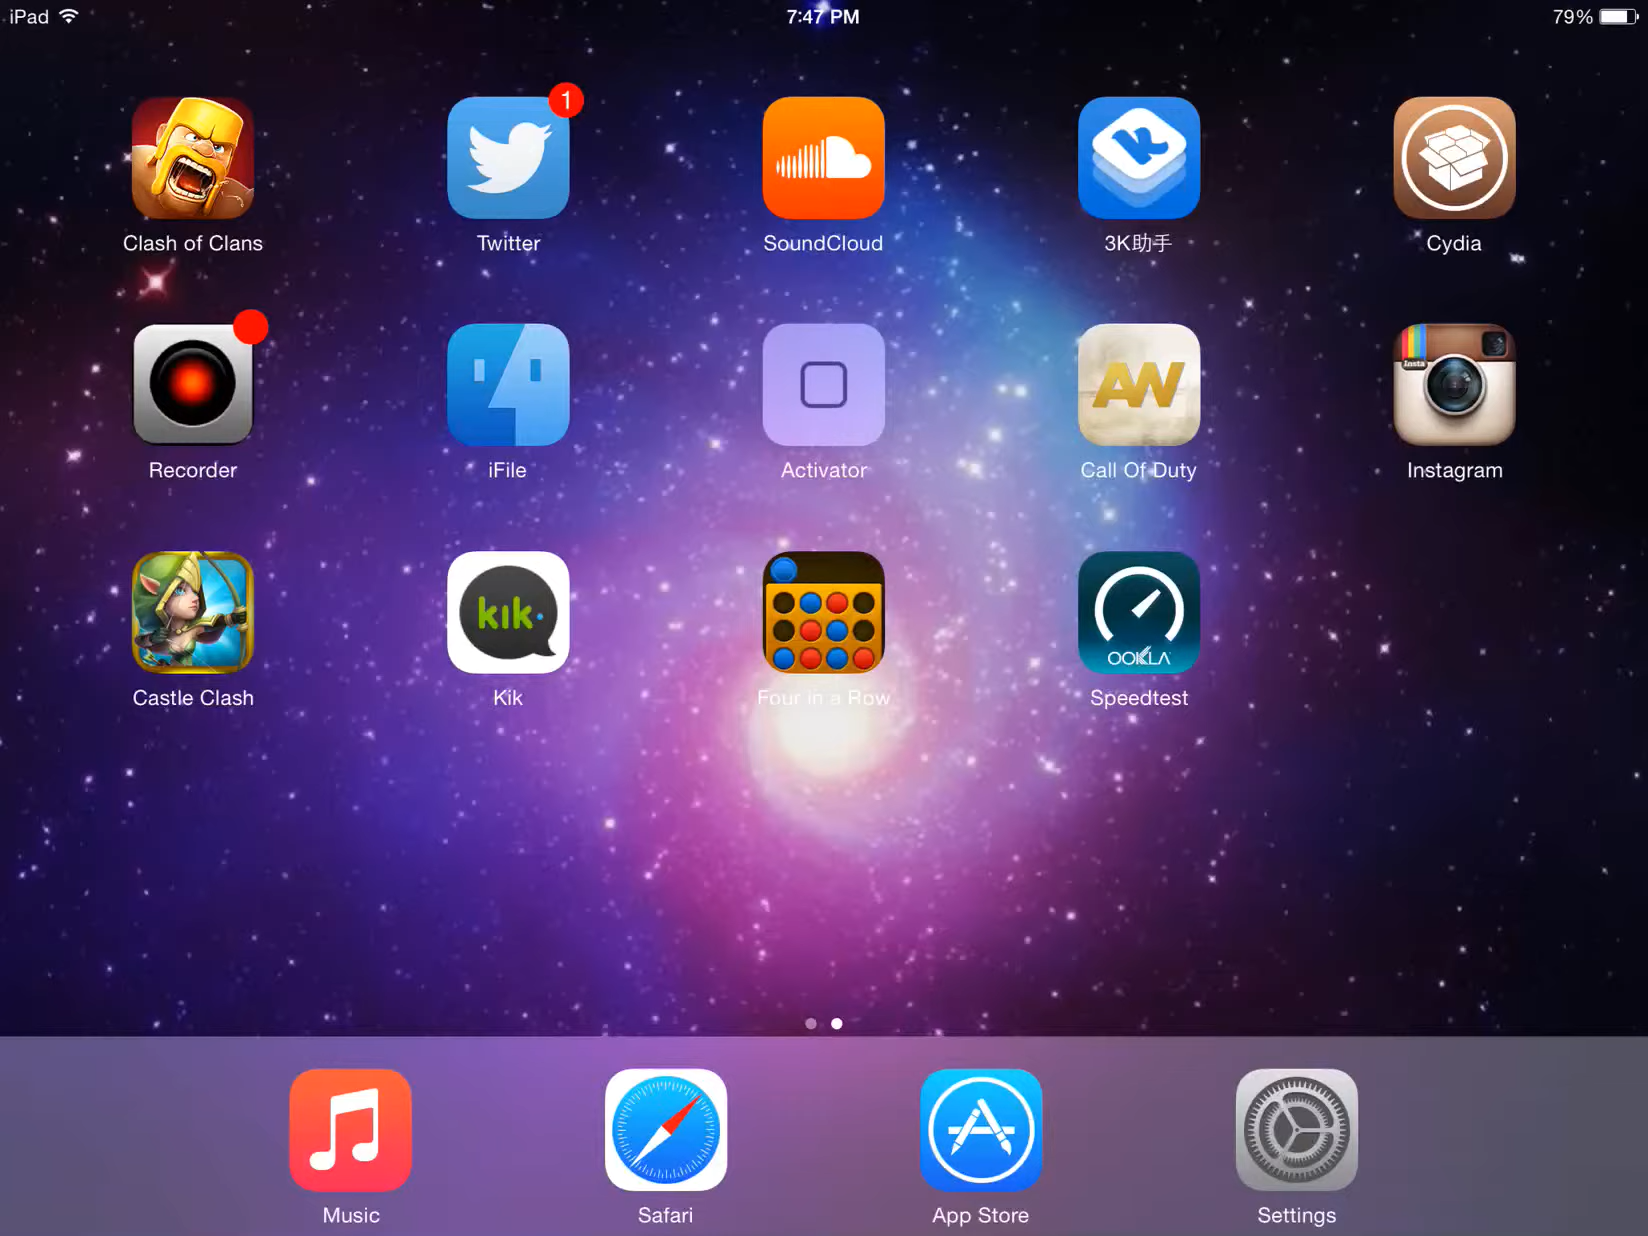 iPad 7:47 PM 79%
1
Clash of Clans Twitter SoundCloud 3K助手 Cydia
Insta
Recorder iFile Activator Call Of Duty Instagram
AW
kik.
OOKLA
Castle Clash Kik Four in a Row Speedtest
Music Safari App Store Settings